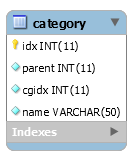 category
idx INT(11)
parent INT(11)
cgidx INT(11)
name VARCHAR(50)
Indexes